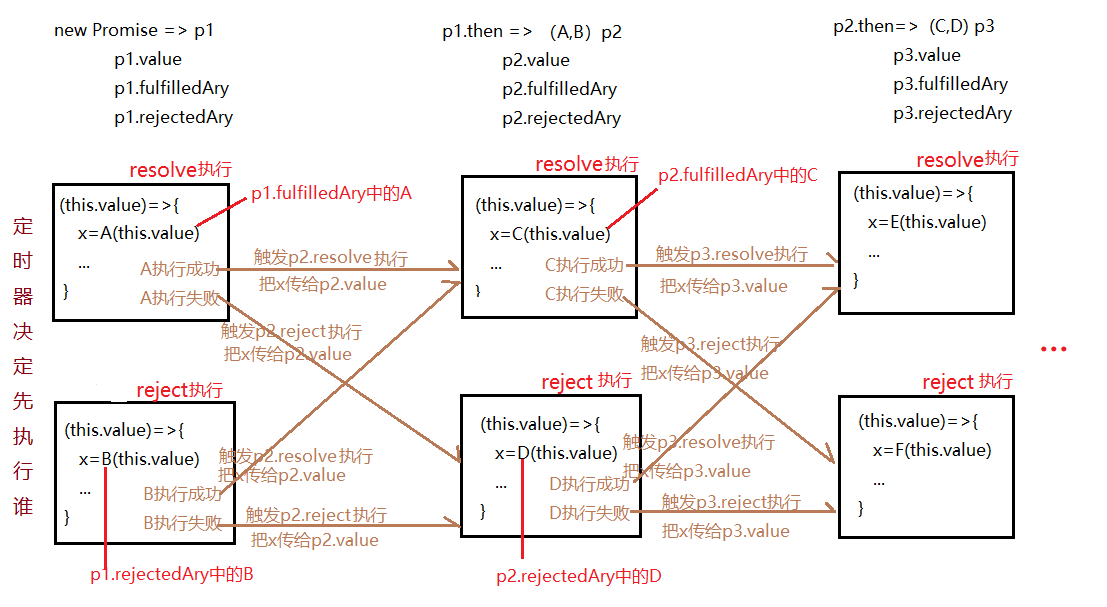 new Promise => p1
p1.value
p1.fulfilledAry
p1.rejectedAry
p1.then => （A,B）p2
p2.value
p2.fulfilledAry
p2.rejectedAry
p2.then=>（C,D) p3
p3.value
p3.fulfilledAry
p3.rejectedAry
定时器决定先执行谁
resolve执行
(this.value)=>{
x=A(this.value)
...
A执行成功
A执行失败
}
p1.fulfilledAry中的A
触发p2.resolve执行
把x传给p2.value
触发p2.reject执行
把x传给p2.value
reject执行
(this.value)=>{
x=B(this.value)
...
B执行成功
B执行失败
}
p1.rejectedAry中的B
触发p2.resolve执行
把x传给p2.value
触发p2.reject执行
把x传给p2.value
resolve执行
(this.value)=>{
x=C(this.value)
...
C执行成功
C执行失败
}
p2.fulfilledAry中的C
触发p3.resolve执行
把x传给p3.value
触发p3.reject执行
把x传给p3.value
reject 执行
(this.value)=>{
x=D(this.value)
...
D执行成功
D执行失败
}
p2.rejectedAry中的D
触发p3.resolve执行
把x传给p3.value
触发p3.reject执行
把x传给p3.value
resolve执行
(this.value)=>{
x=E(this.value)
...
}
reject 执行
(this.value)=>{
x=F(this.value)
...
}
...